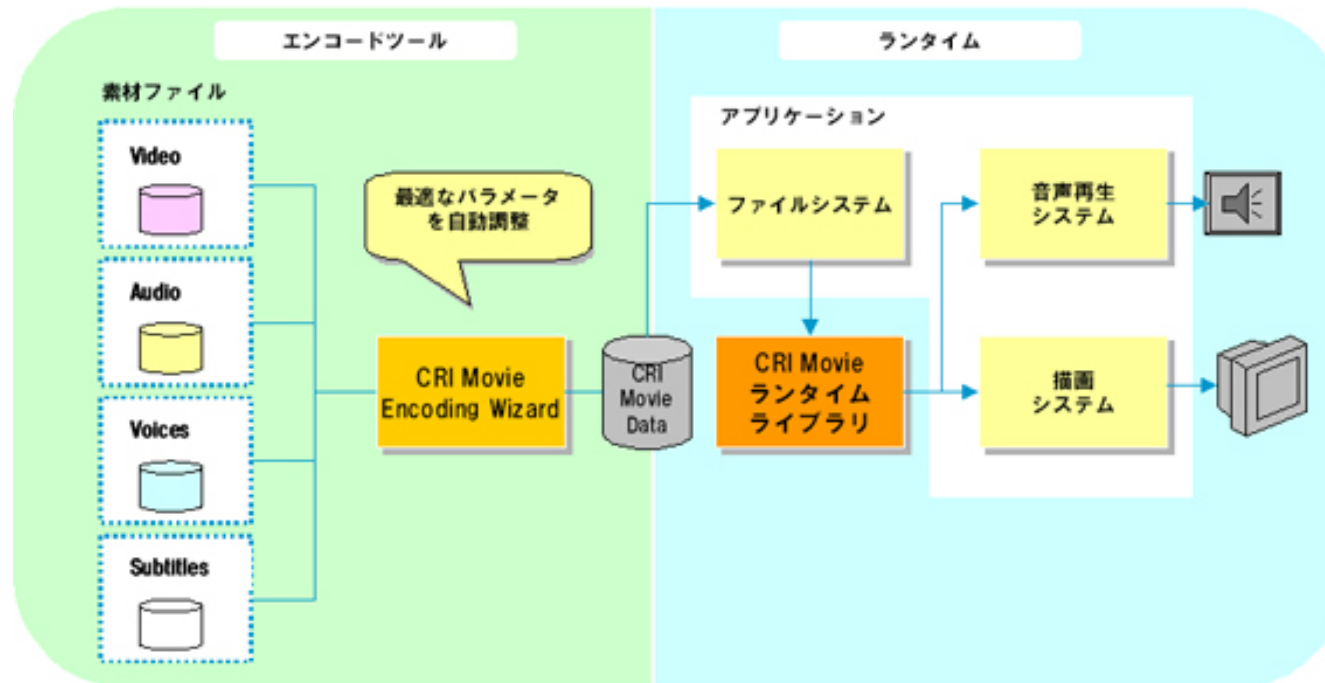 エンコードツール
ランタイム
素材ファイル
Video
Audio
Voices
Subtitles
最適なパラメータ
を自動調整
CRI Movie
Encoding Wizard
CRI
Movie
Data
アプリケーション
ファイルシステム
CRI Movie
ランタイム
ライブラリ
音声再生
システム
描画
システム